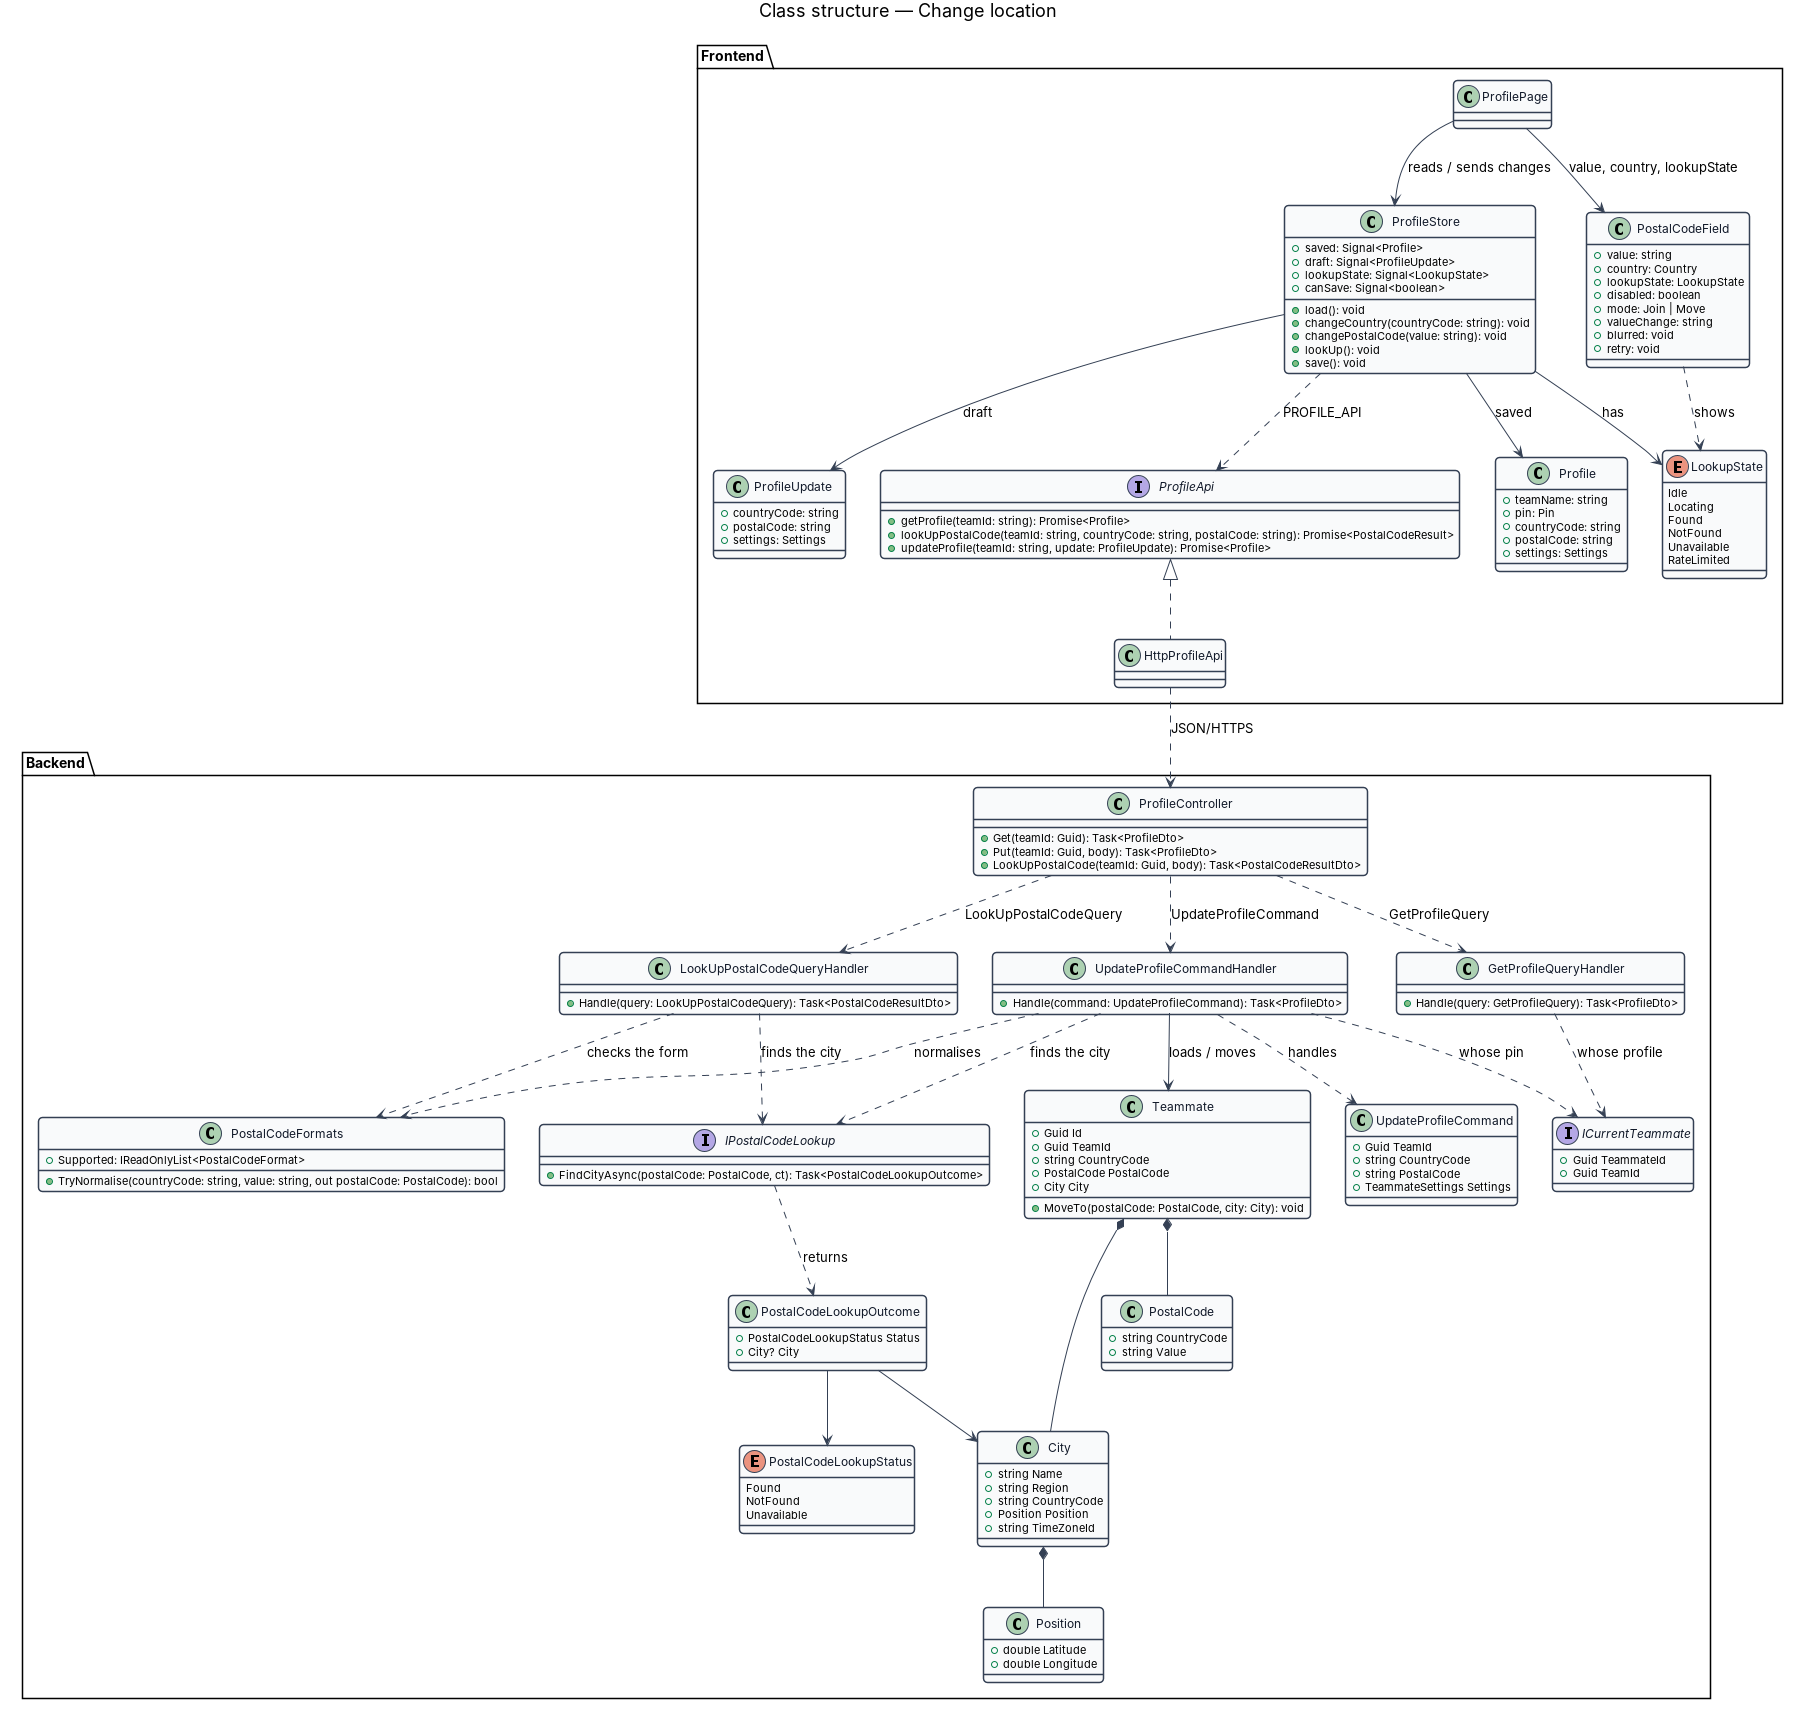 Class structure — Change location
Frontend
C ProfilePage
reads / sends changes
value, country, lookupState
C ProfileStore
saved: Signal<Profile>
draft: Signal<ProfileUpdate>
lookupState: Signal<LookupState>
canSave: Signal<boolean>
load(): void
changeCountry(countryCode: string): void
changePostalCode(value: string): void
lookUp(): void
save(): void
C PostalCodeField
value: string
country: Country
lookupState: LookupState
disabled: boolean
mode: Join | Move
valueChange: string
blurred: void
retry: void
draft
PROFILE_API
saved
has
shows
C ProfileUpdate
countryCode: string
postalCode: string
settings: Settings
I ProfileApi
getProfile(teamId: string): Promise<Profile>
lookUpPostalCode(teamId: string, countryCode: string, postalCode: string): Promise<PostalCodeResult>
updateProfile(teamId: string, update: ProfileUpdate): Promise<Profile>
C Profile
teamName: string
pin: Pin
countryCode: string
postalCode: string
settings: Settings
E LookupState
Idle
Locating
Found
NotFound
Unavailable
RateLimited
C HttpProfileApi
JSON/HTTPS
Backend
C ProfileController
Get(teamId: Guid): Task<ProfileDto>
Put(teamId: Guid, body): Task<ProfileDto>
LookUpPostalCode(teamId: Guid, body): Task<PostalCodeResultDto>
LookUpPostalCodeQuery
UpdateProfileCommand
GetProfileQuery
C LookUpPostalCodeQueryHandler
Handle(query: LookUpPostalCodeQuery): Task<PostalCodeResultDto>
C UpdateProfileCommandHandler
Handle(command: UpdateProfileCommand): Task<ProfileDto>
C GetProfileQueryHandler
Handle(query: GetProfileQuery): Task<ProfileDto>
checks the form
finds the city
normalises
finds the city
loads / moves
handles
whose pin
whose profile
C PostalCodeFormats
Supported: IReadOnlyList<PostalCodeFormat>
TryNormalise(countryCode: string, value: string, out postalCode: PostalCode): bool
I IPostalCodeLookup
FindCityAsync(postalCode: PostalCode, ct): Task<PostalCodeLookupOutcome>
C Teammate
Guid Id
Guid TeamId
string CountryCode
PostalCode PostalCode
City City
MoveTo(postalCode: PostalCode, city: City): void
C UpdateProfileCommand
Guid TeamId
string CountryCode
string PostalCode
TeammateSettings Settings
I ICurrentTeammate
Guid TeammateId
Guid TeamId
returns
C PostalCodeLookupOutcome
PostalCodeLookupStatus Status
City? City
C PostalCode
string CountryCode
string Value
E PostalCodeLookupStatus
Found
NotFound
Unavailable
C City
string Name
string Region
string CountryCode
Position Position
string TimeZoneId
C Position
double Latitude
double Longitude